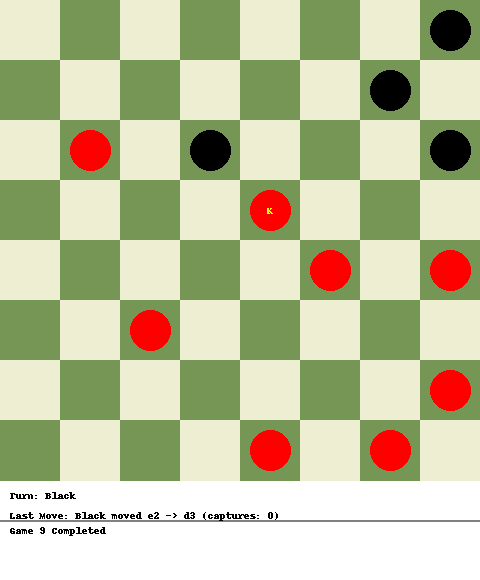 K
Turn: Black
Last Move: Black moved e2 -> d3 (captures: 0)
Game 9 Completed